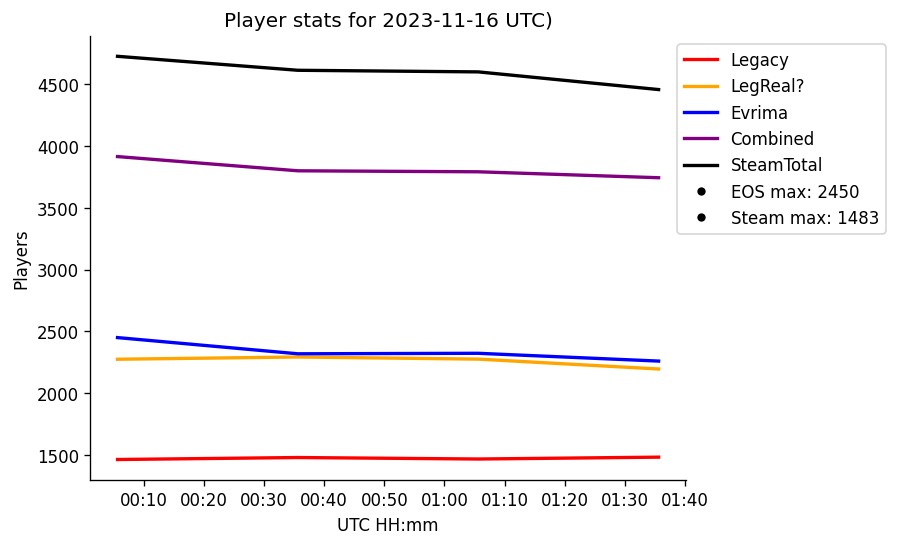 Player stats for 2023-11-16 UTC)
Legacy
LegReal?
Evrima
Combined
SteamTotal
EOS max: 2450
Steam max: 1483
Players
4500
4000
3500
3000
2500
2000
1500
00:10 00:20 00:30 00:40 00:50 01:00 01:10 01:20 01:30 01:40
UTC HH:mm